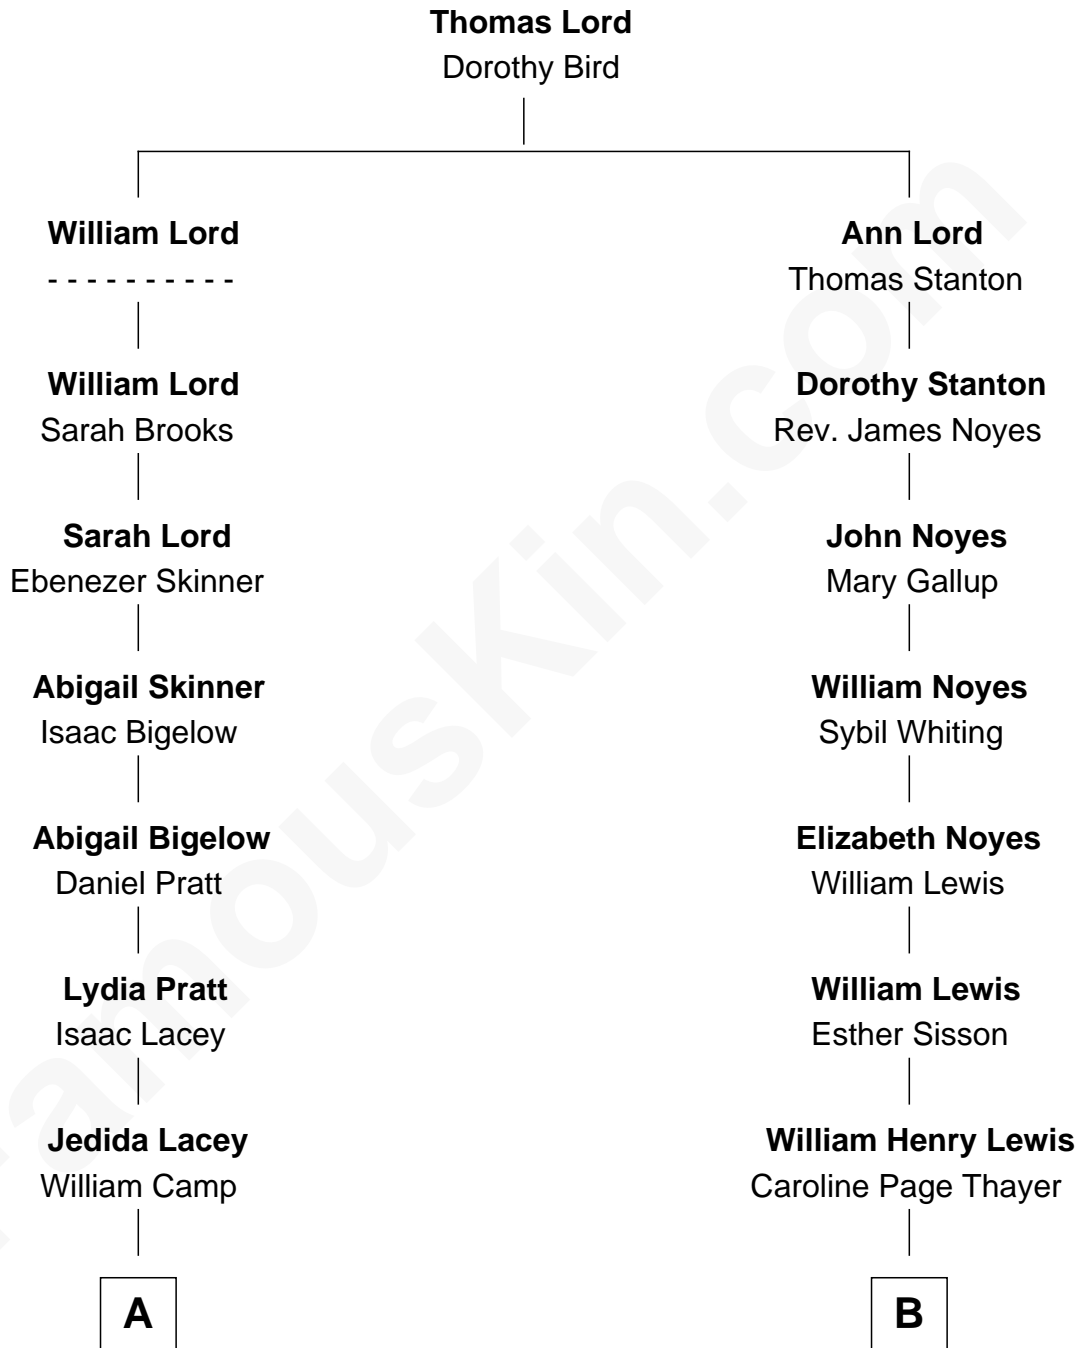 Thomas Lord
Dorothy Bird
William Lord
- - - - - - - - - -
Ann Lord
Thomas Stanton
William Lord
Sarah Brooks
Dorothy Stanton
Rev. James Noyes
Sarah Lord
Ebenezer Skinner
John Noyes
Mary Gallup
Abigail Skinner
Isaac Bigelow
William Noyes
Sybil Whiting
Abigail Bigelow
Daniel Pratt
Elizabeth Noyes
William Lewis
Lydia Pratt
Isaac Lacey
William Lewis
Esther Sisson
Jedida Lacey
William Camp
William Henry Lewis
Caroline Page Thayer
A
B
FamousKin.com